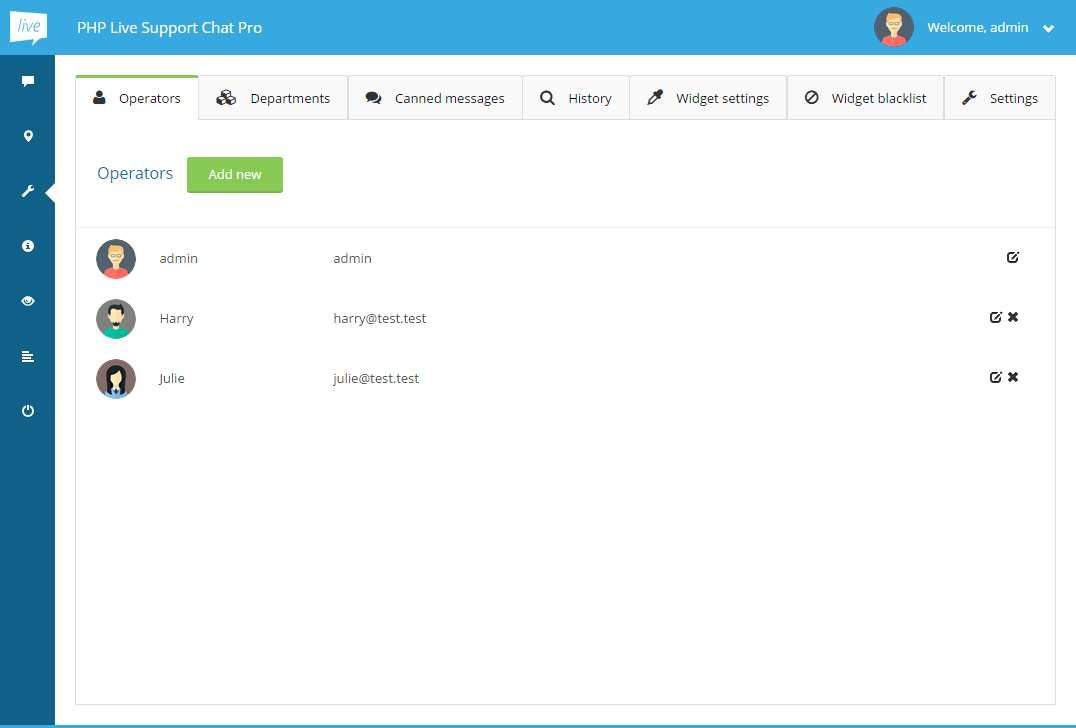 live
PHP Live Support Chat Pro
Welcome, admin
Operators
Departments
Canned messages
History
Widget settings
Widget blacklist
Settings
Operators
Add new
admin
admin
Harry
harry@test.test
Julie
julie@test.test